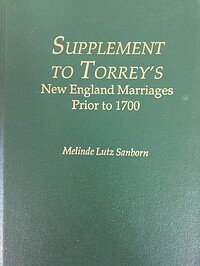 SUPPLEMENT
TO TORREY'S
New England Marriages
Prior to 1700
Melinde Lutz Sanborn